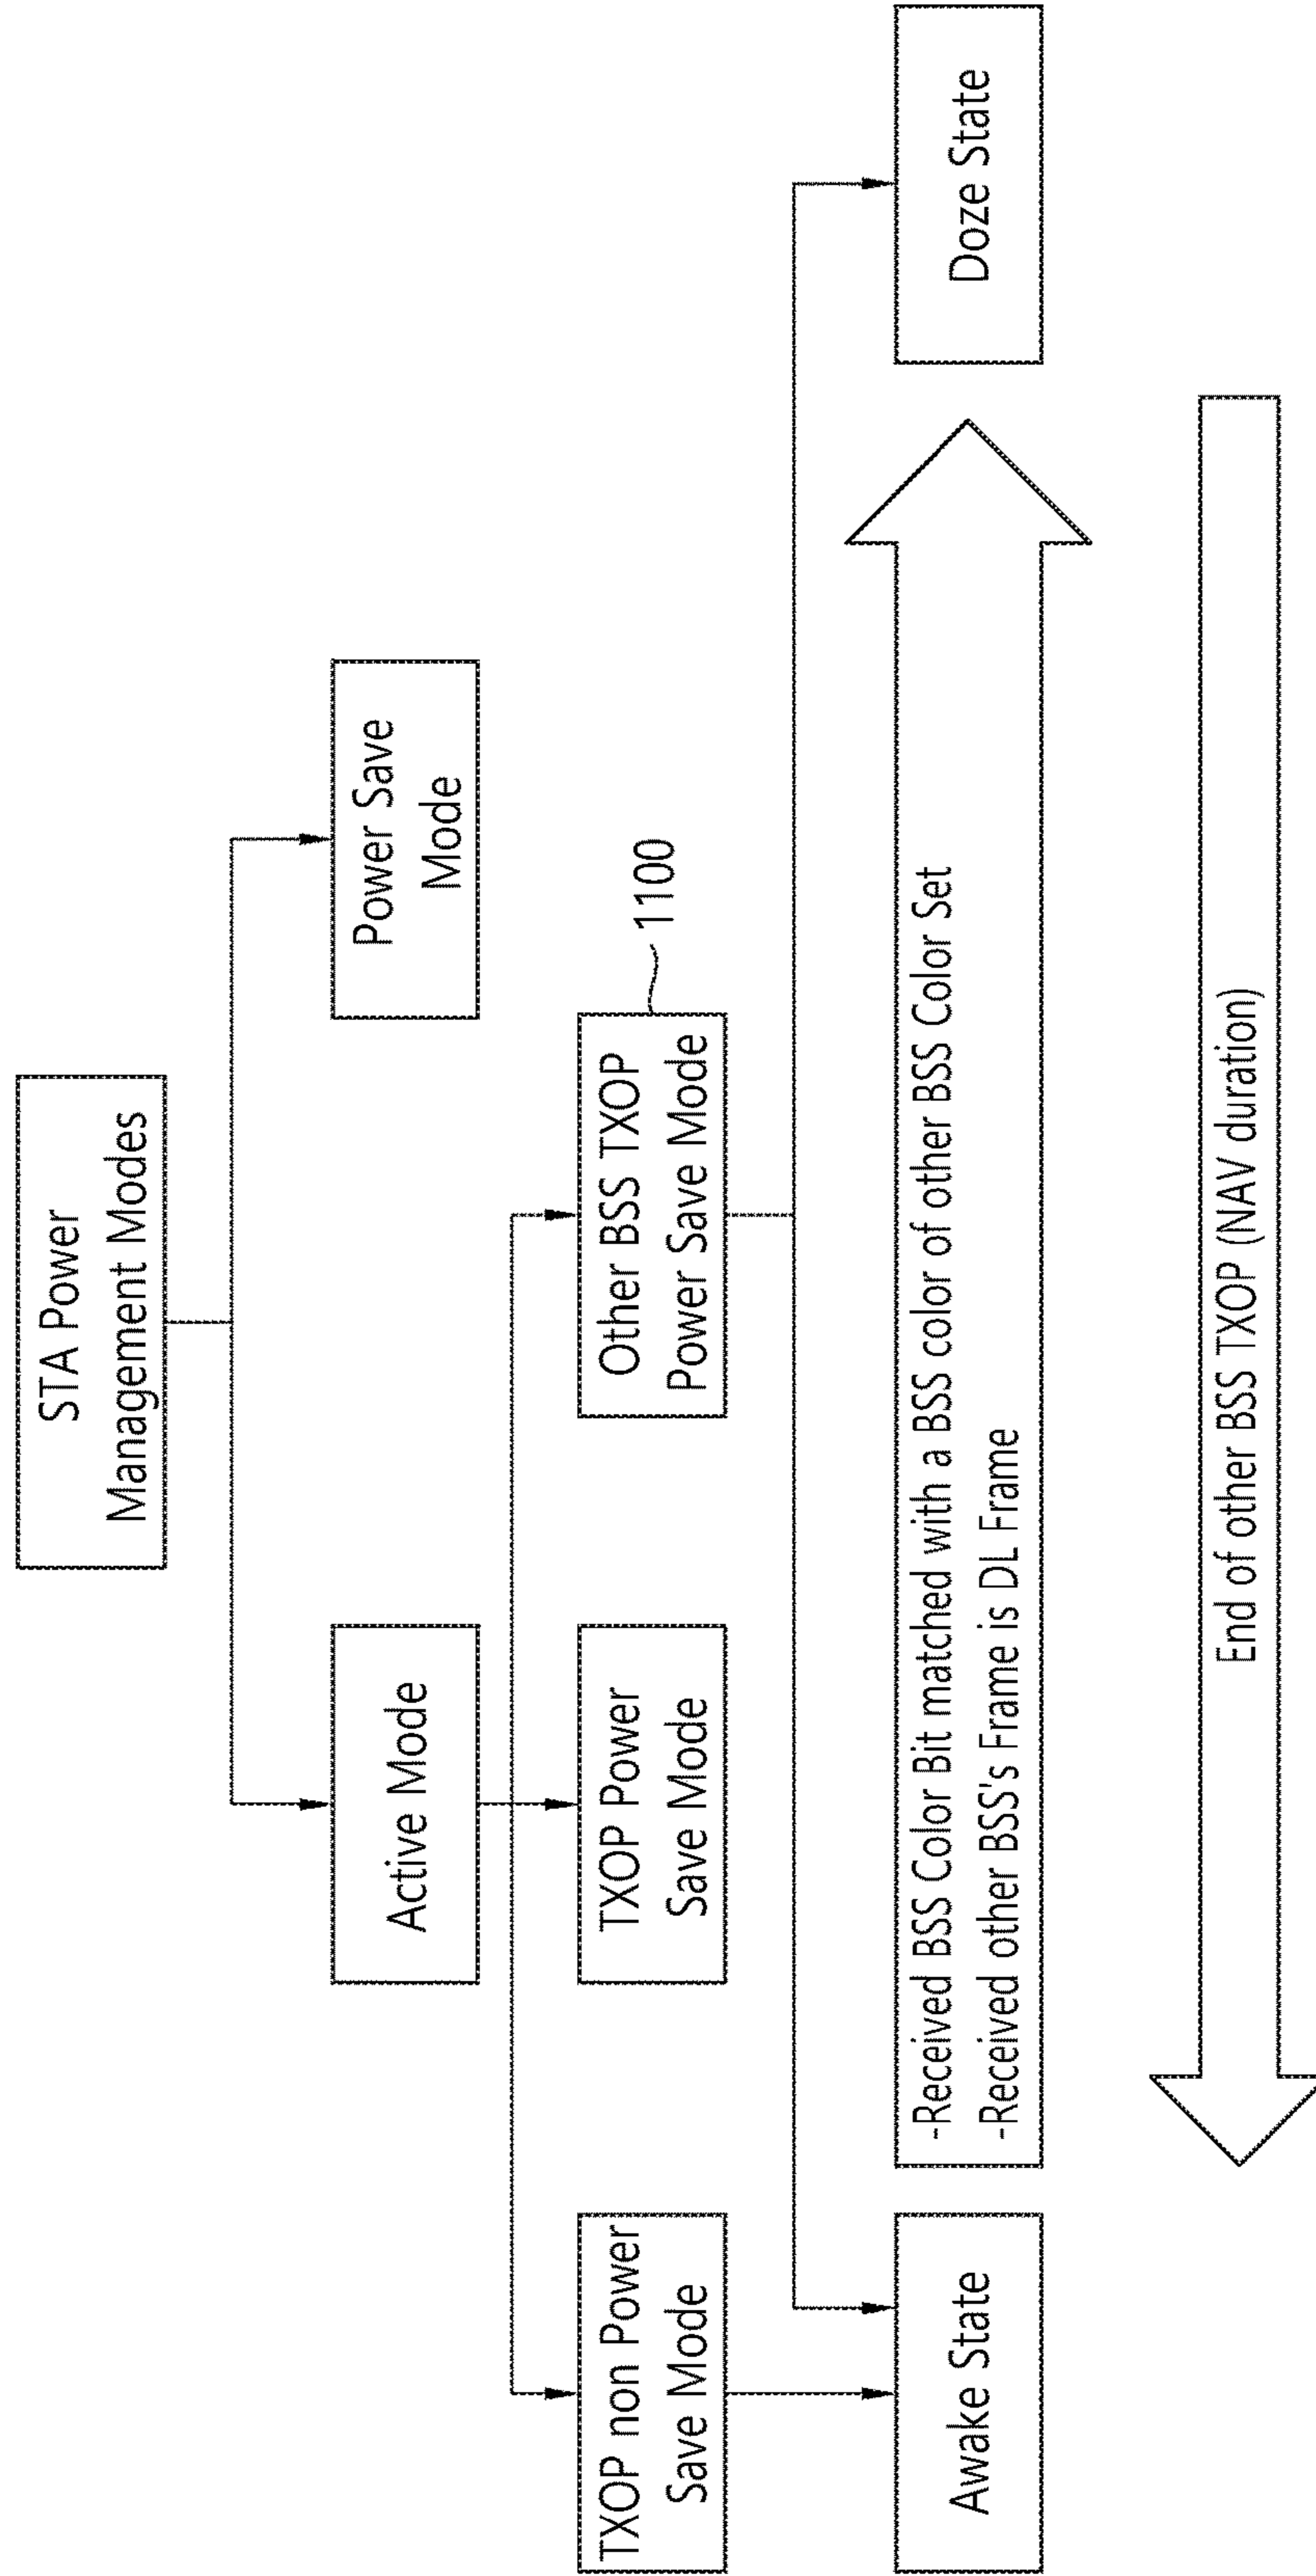 STA Power
Management Modes
Active Mode
Power Save
Mode
TXOP non Power
Save Mode
TXOP Power
Save Mode
Other BSS TXOP
Power Save Mode
1100
Awake State
-Received BSS Color Bit matched with a BSS color of other BSS Color Set
-Received other BSS's Frame is DL Frame
Doze State
End of other BSS TXOP (NAV duration)